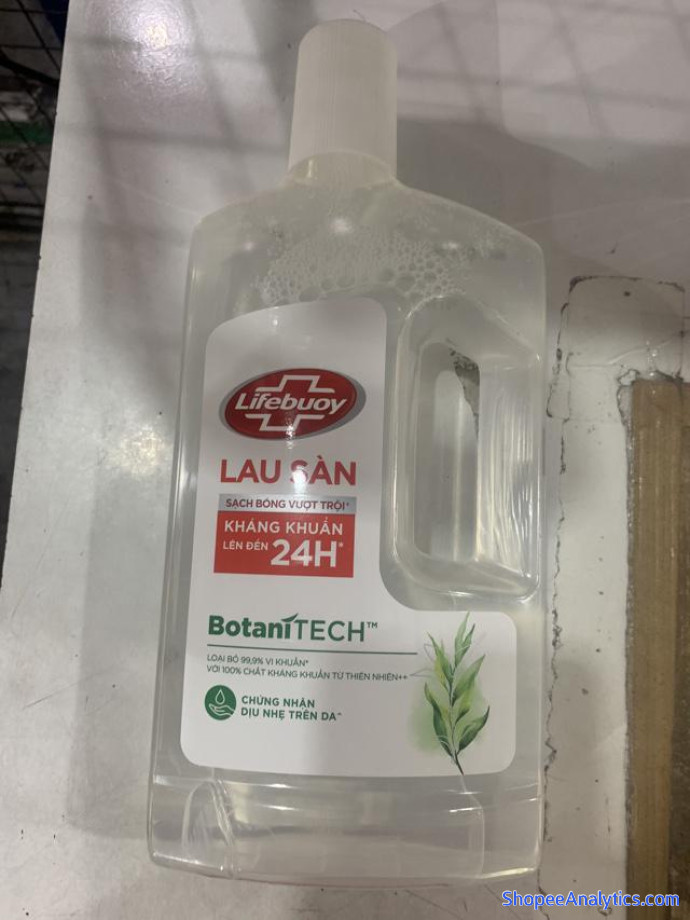 Lifebuoy
LAU SÀN
SẠCH BÓNG VƯỢT TRỘI*
KHÁNG KHUẨN
LÊN ĐẾN 24H*
BotaniTECH™
LOẠI BỎ 99,9% VI KHUẨN*
VỚI 100% CHẤT KHÁNG KHUẨN TỪ THIÊN NHIÊN++
CHỨNG NHẬN
DỊU NHẸ TRÊN DA^
ShopeeAnalytics.com